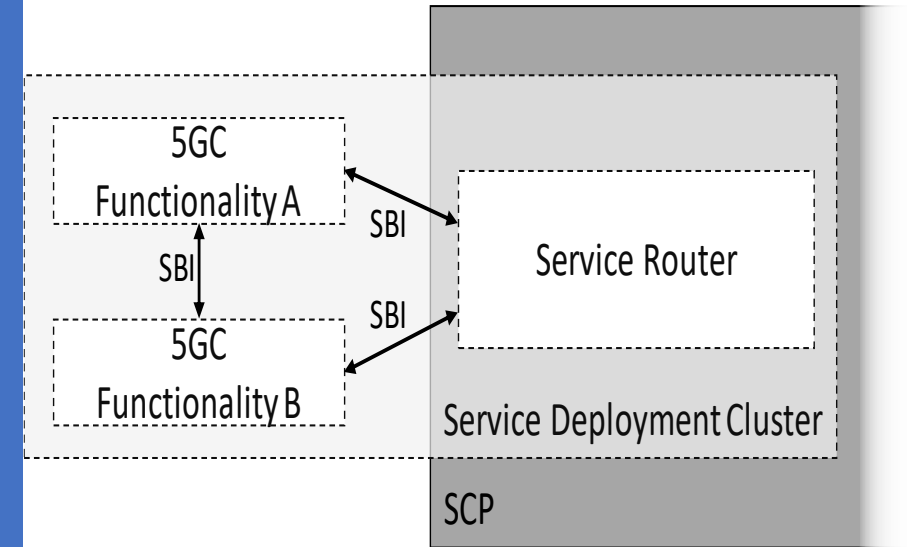 5GC
Functionality A
SBI
SBI
Service Router
SBI
5GC
Functionality B
Service Deployment Cluster
SCP